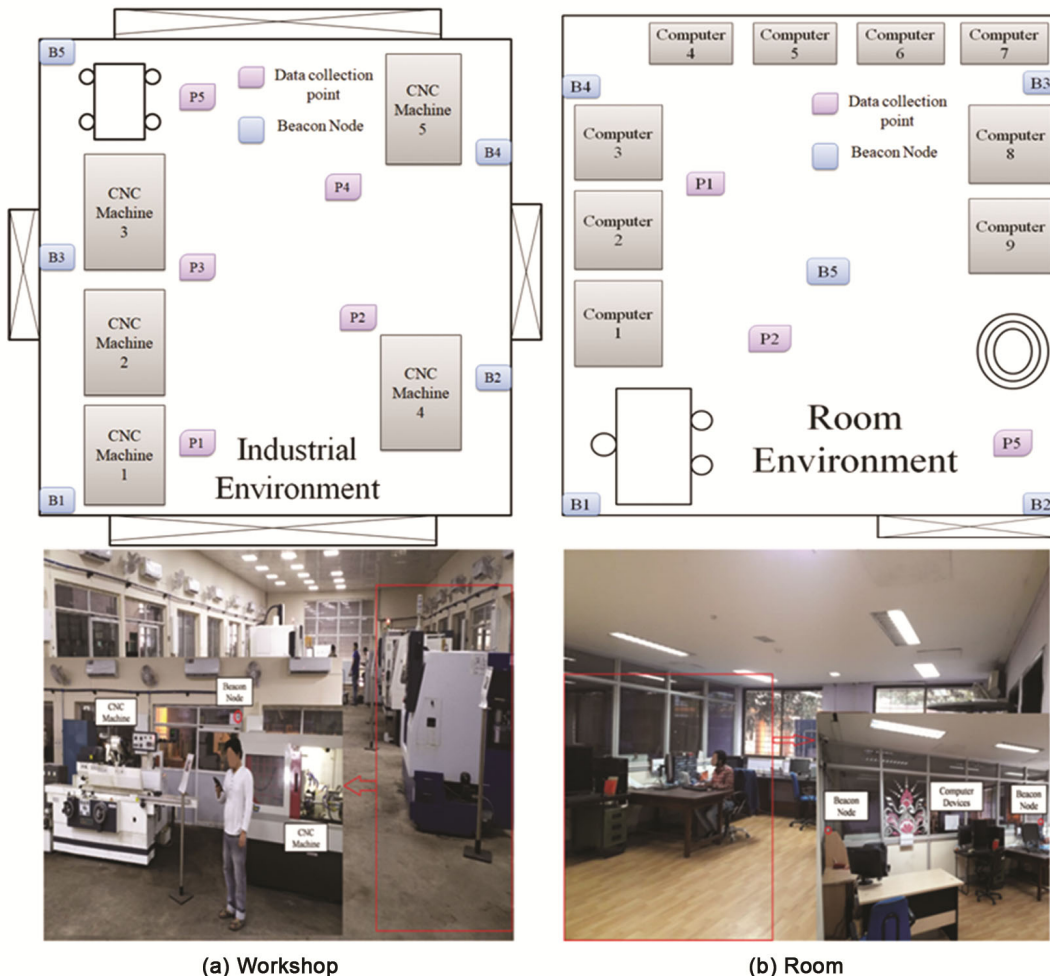 B5
P5
Data collection
point
Beacon Node
CNC
Machine
5
B4
P4
CNC
Machine
3
B3
P3
P2
CNC
Machine
2
CNC
Machine
4
B2
CNC
Machine
1
P1
B1
Industrial
Environment
Computer
4
Computer
5
Computer
6
Computer
7
B4
B3
Data collection
point
Beacon Node
Computer
3
Computer
8
P1
Computer
2
Computer
9
B5
Computer
1
P2
Room
Environment
P5
B1
B2
CNC
Machine
Beacon
Node
CNC
Machine
Beacon
Node
Computer
Devices
Beacon
Node
(a) Workshop
(b) Room